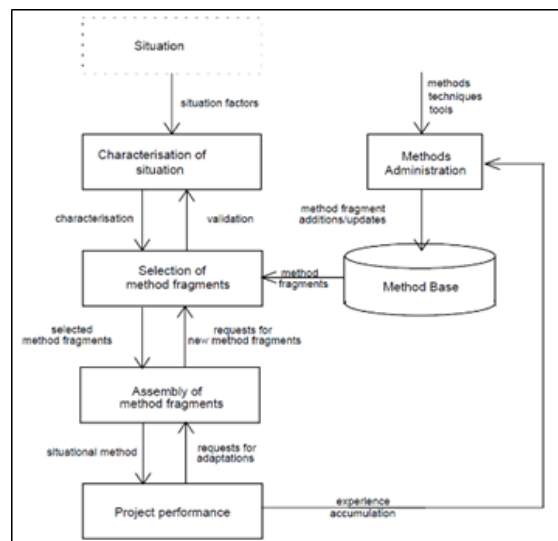 Situation
situation factors
methods
techniques
tools
Characterisation of
situation
Methods
Administration
characterisation
validation
method fragment
additions/updates
Selection of
method fragments
method
fragments
Method Base
selected
method fragments
requests for
new method fragments
Assembly of
method fragments
situational method
requests for
adaptations
Project performance
experience
accumulation